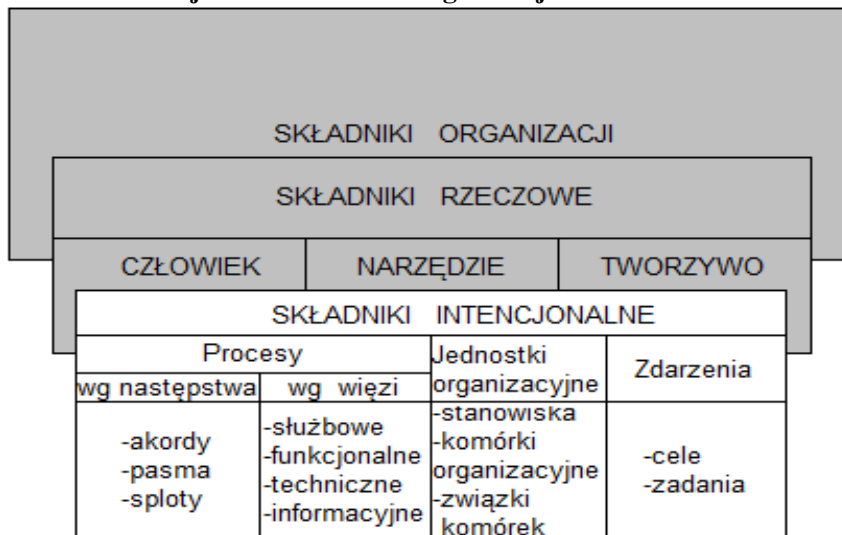 SKŁADNIKI ORGANIZACJI
SKŁADNIKI RZECZOWE
CZŁOWIEK NARZĘDZIE TWORZYWO
SKŁADNIKI INTENCJONALNE
Procesy
wg następstwa
wg więzi
Jednostki
organizacyjne
Zdarzenia
-akordy
-pasma
-sploty
-służbowe
-funkcjonalne
-techniczne
-informacyjne
-stanowiska
-komórki
organizacyjne
-związki
komórek
-cele
-zadania